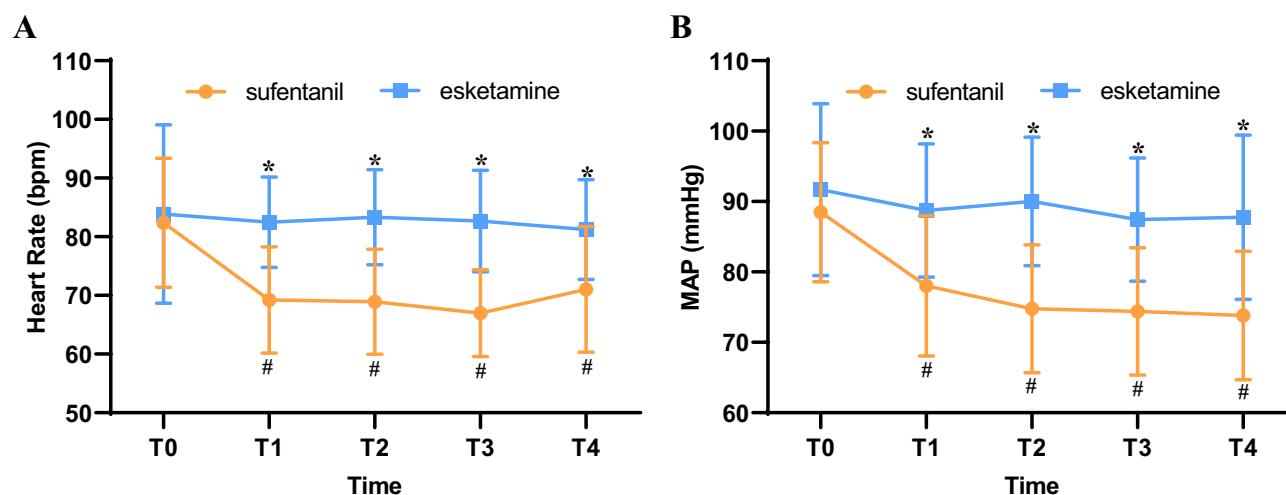 A
Heart Rate (bpm)
110
100
90
80
70
60
50
sufentanil esketamine
* * * *
# # # #
T0 T1 T2 T3 T4
Time
B
MAP (mmHg)
110
100
90
80
70
60
sufentanil esketamine
* * * *
# # # #
T0 T1 T2 T3 T4
Time